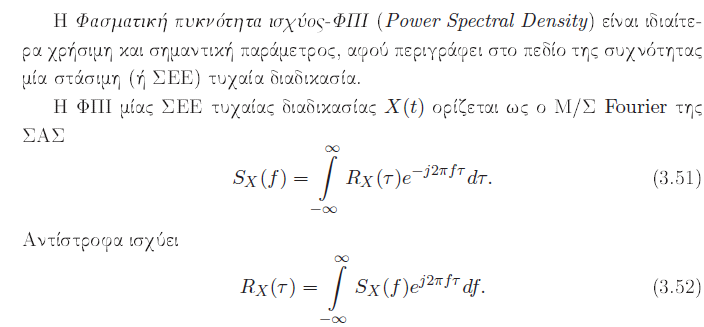 Η Φασματική πυκνότητα ισχύος-ΦΠΙ (Power Spectral Density) είναι ιδιαίτε-
ρα χρήσιμη και σημαντική παράμετρος, αφού περιγράφει στο πεδίο της συχνότητας
μία στάσιμη (ή ΣΕΕ) τυχαία διαδικασία.
Η ΦΠΙ μίας ΣΕΕ τυχαίας διαδικασίας X(t) ορίζεται ως ο Μ/Σ Fourier της
ΣΑΣ
S_X(f) = ∫_{-∞}^{∞} R_X(τ)e^{-j2πfτ}dτ. (3.51)
Αντίστροφα ισχύει
R_X(τ) = ∫_{-∞}^{∞} S_X(f)e^{j2πfτ}df. (3.52)